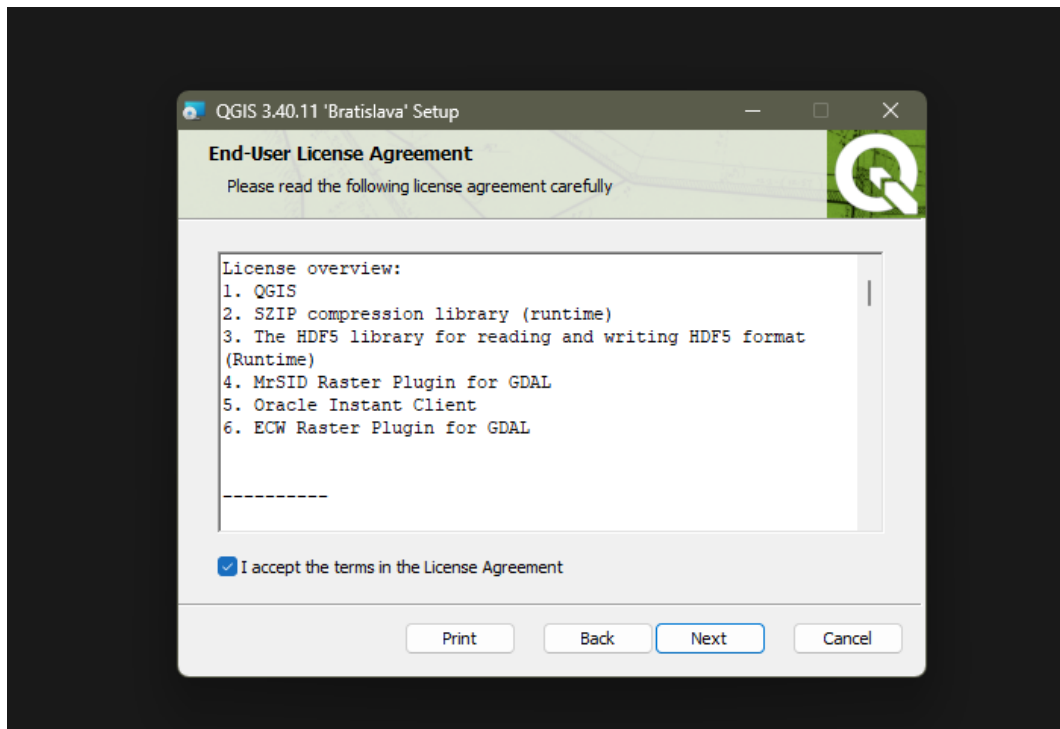 QGIS 3.40.11 'Bratislava' Setup
End-User License Agreement
Please read the following license agreement carefully
License overview:
1. QGIS
2. SZIP compression library (runtime)
3. The HDF5 library for reading and writing HDF5 format
(Runtime)
4. MrSID Raster Plugin for GDAL
5. Oracle Instant Client
6. ECW Raster Plugin for GDAL
----------
I accept the terms in the License Agreement
Print Back Next Cancel